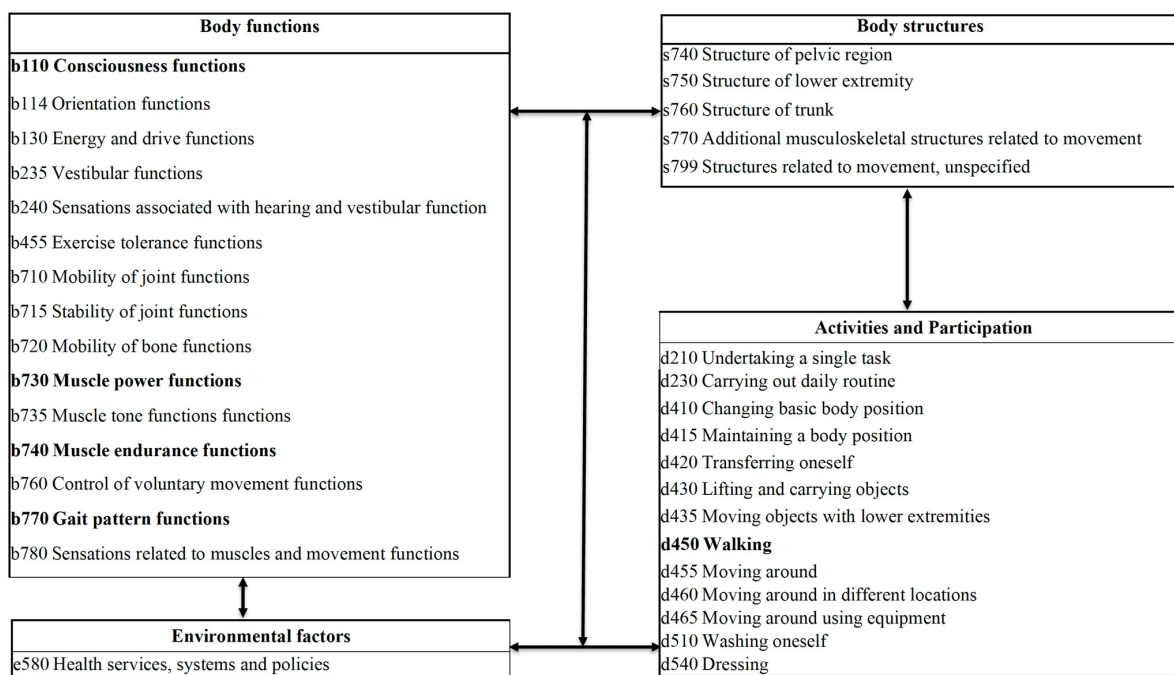 Body functions
b110 Consciousness functions
b114 Orientation functions
b130 Energy and drive functions
b235 Vestibular functions
b240 Sensations associated with hearing and vestibular function
b455 Exercise tolerance functions
b710 Mobility of joint functions
b715 Stability of joint functions
b720 Mobility of bone functions
b730 Muscle power functions
b735 Muscle tone functions functions
b740 Muscle endurance functions
b760 Control of voluntary movement functions
b770 Gait pattern functions
b780 Sensations related to muscles and movement functions
Body structures
s740 Structure of pelvic region
s750 Structure of lower extremity
s760 Structure of trunk
s770 Additional musculoskeletal structures related to movement
s799 Structures related to movement, unspecified
Activities and Participation
d210 Undertaking a single task
d230 Carrying out daily routine
d410 Changing basic body position
d415 Maintaining a body position
d420 Transferring oneself
d430 Lifting and carrying objects
d435 Moving objects with lower extremities
d450 Walking
d455 Moving around
d460 Moving around in different locations
d465 Moving around using equipment
d510 Washing oneself
d540 Dressing
Environmental factors
e580 Health services, systems and policies